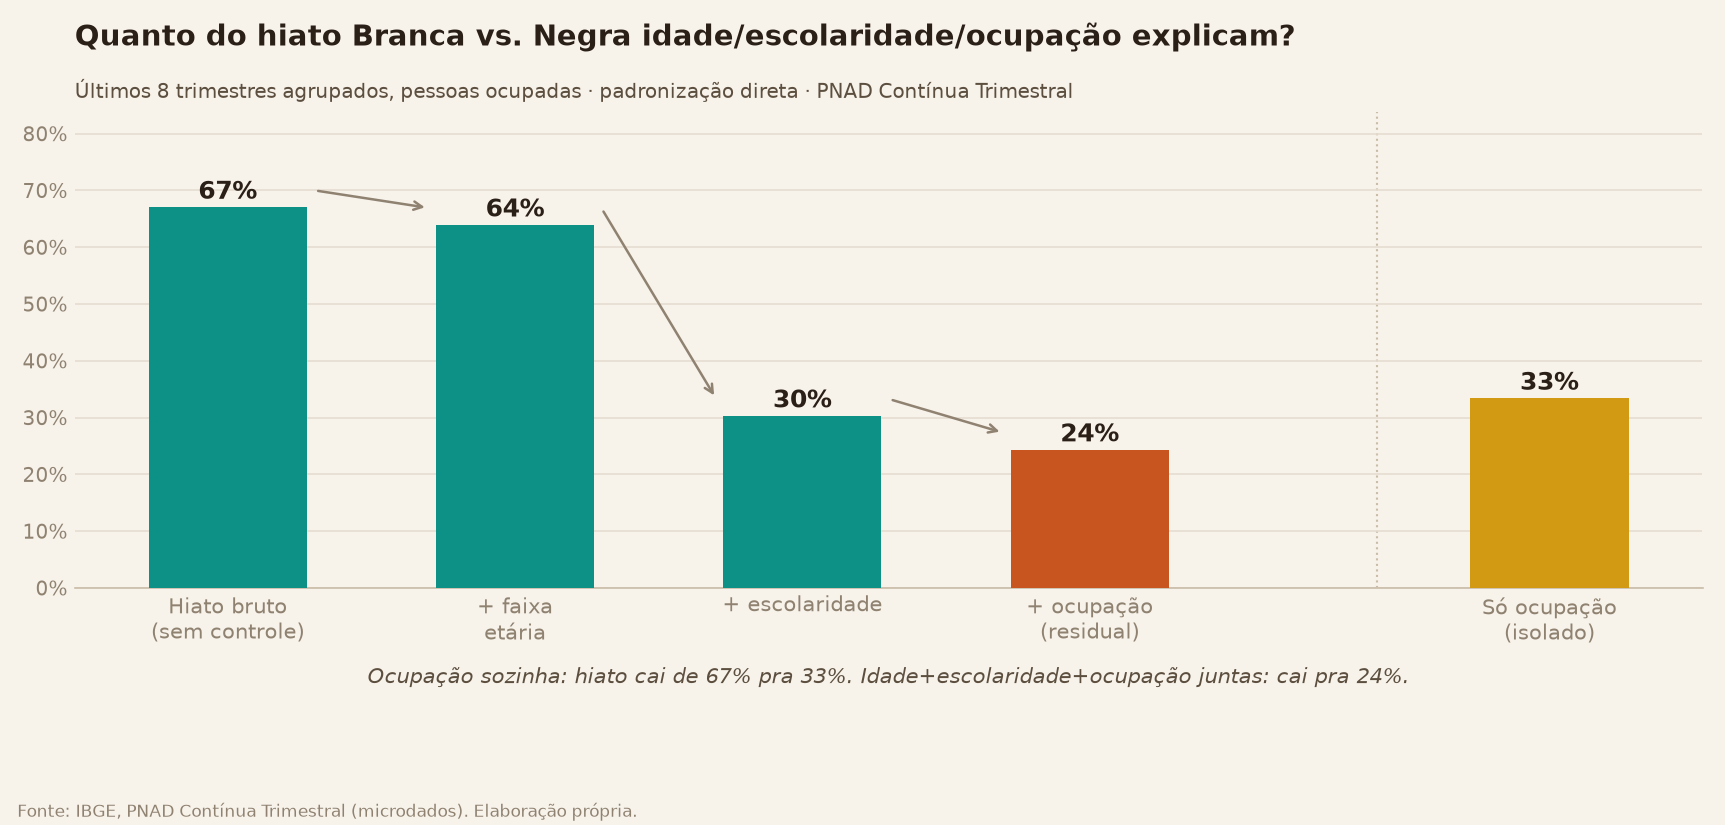 Quanto do hiato Branca vs. Negra idade/escolaridade/ocupação explicam?
Últimos 8 trimestres agrupados, pessoas ocupadas · padronização direta · PNAD Contínua Trimestral
80%
70%
60%
50%
40%
30%
20%
10%
0%
67%
64%
30%
24%
33%
Hiato bruto
(sem controle)
+ faixa
etária
+ escolaridade
+ ocupação
(residual)
Só ocupação
(isolado)
Ocupação sozinha: hiato cai de 67% pra 33%. Idade+escolaridade+ocupação juntas: cai pra 24%.
Fonte: IBGE, PNAD Contínua Trimestral (microdados). Elaboração própria.